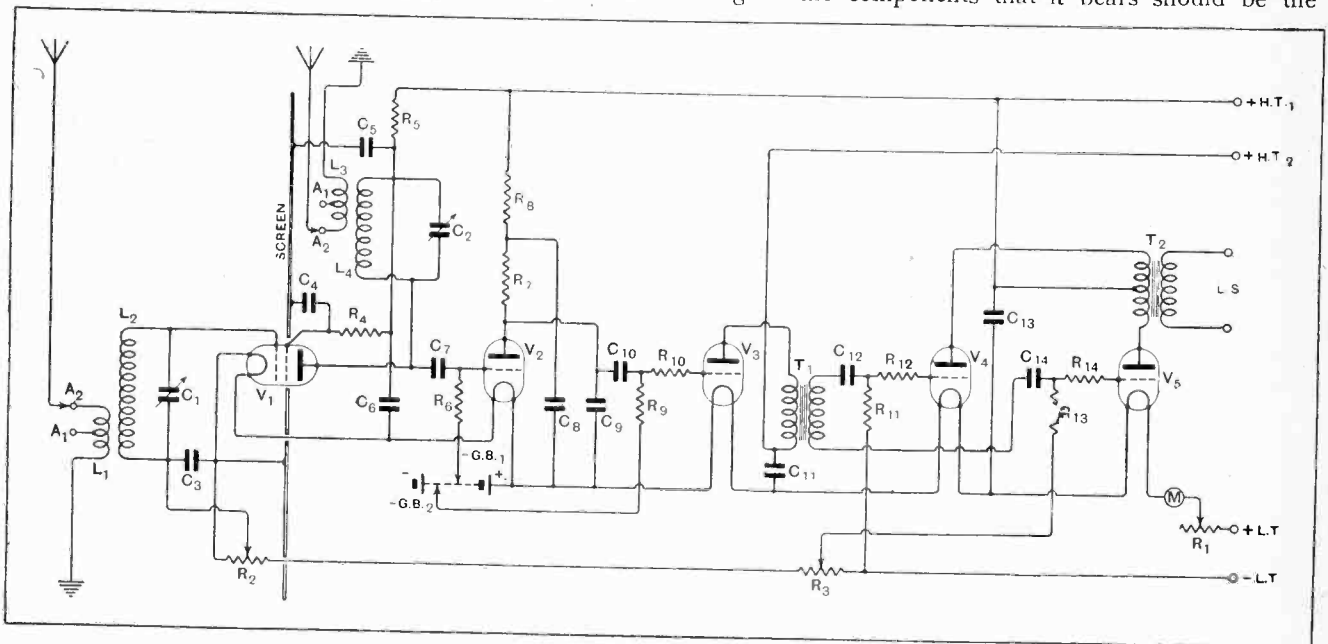 the components that it bears should be the
+ H.T.1
+ H.T.2
R5
C5
L3
A1
A2
L4
C2
SCREEN
R8
R7
C4
R4
L2
C7
V2
C10
R10
V3
T1
C12
R12
V4
C13
T2
L.S
C14
R14
V5
A2
A1
L1
C1
V1
C6
R6
C8
C9
R9
C11
R11
R13
C3
-G.B.1
- +
-G.B.2
M
R1
+ L.T
R2
R3
- L.T